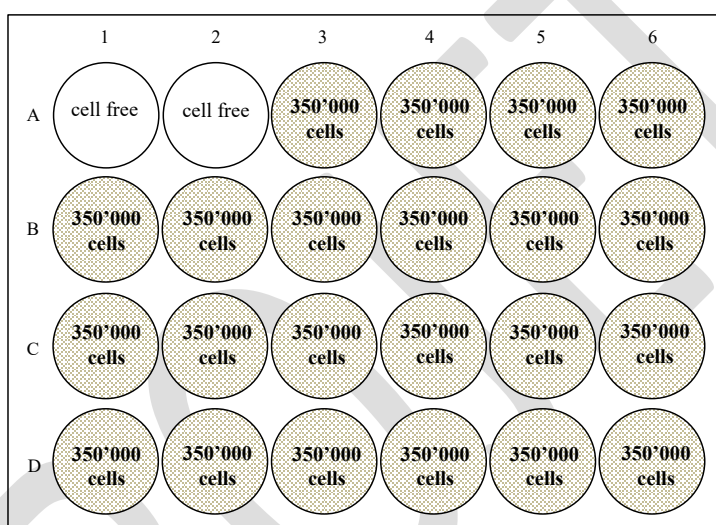 1 2 3 4 5 6
A cell free cell free 350’000 350’000 350’000 350’000
cells cells cells cells
B 350’000 350’000 350’000 350’000 350’000 350’000
cells cells cells cells cells cells
C 350’000 350’000 350’000 350’000 350’000 350’000
cells cells cells cells cells cells
D 350’000 350’000 350’000 350’000 350’000 350’000
cells cells cells cells cells cells